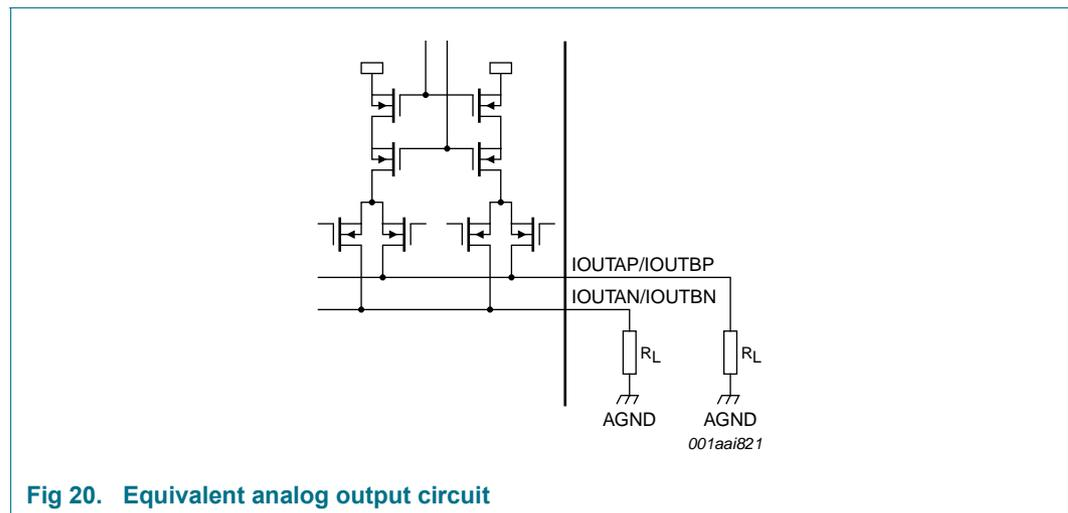 IOUTAP/IOUTBP
IOUTAN/IOUTBN
RL RL
AGND AGND
001aai821
Fig 20. Equivalent analog output circuit